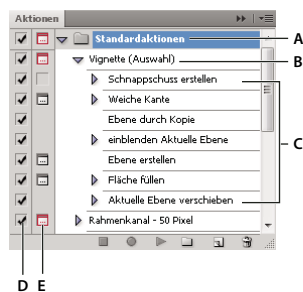 Aktionen
Standardaktionen
A
Vignette (Auswahl)
B
Schnappschuss erstellen
Weiche Kante
Ebene durch Kopie
C
einblenden Aktuelle Ebene
Ebene erstellen
Fläche füllen
Aktuelle Ebene verschieben
Rahmenkanal - 50 Pixel
D E